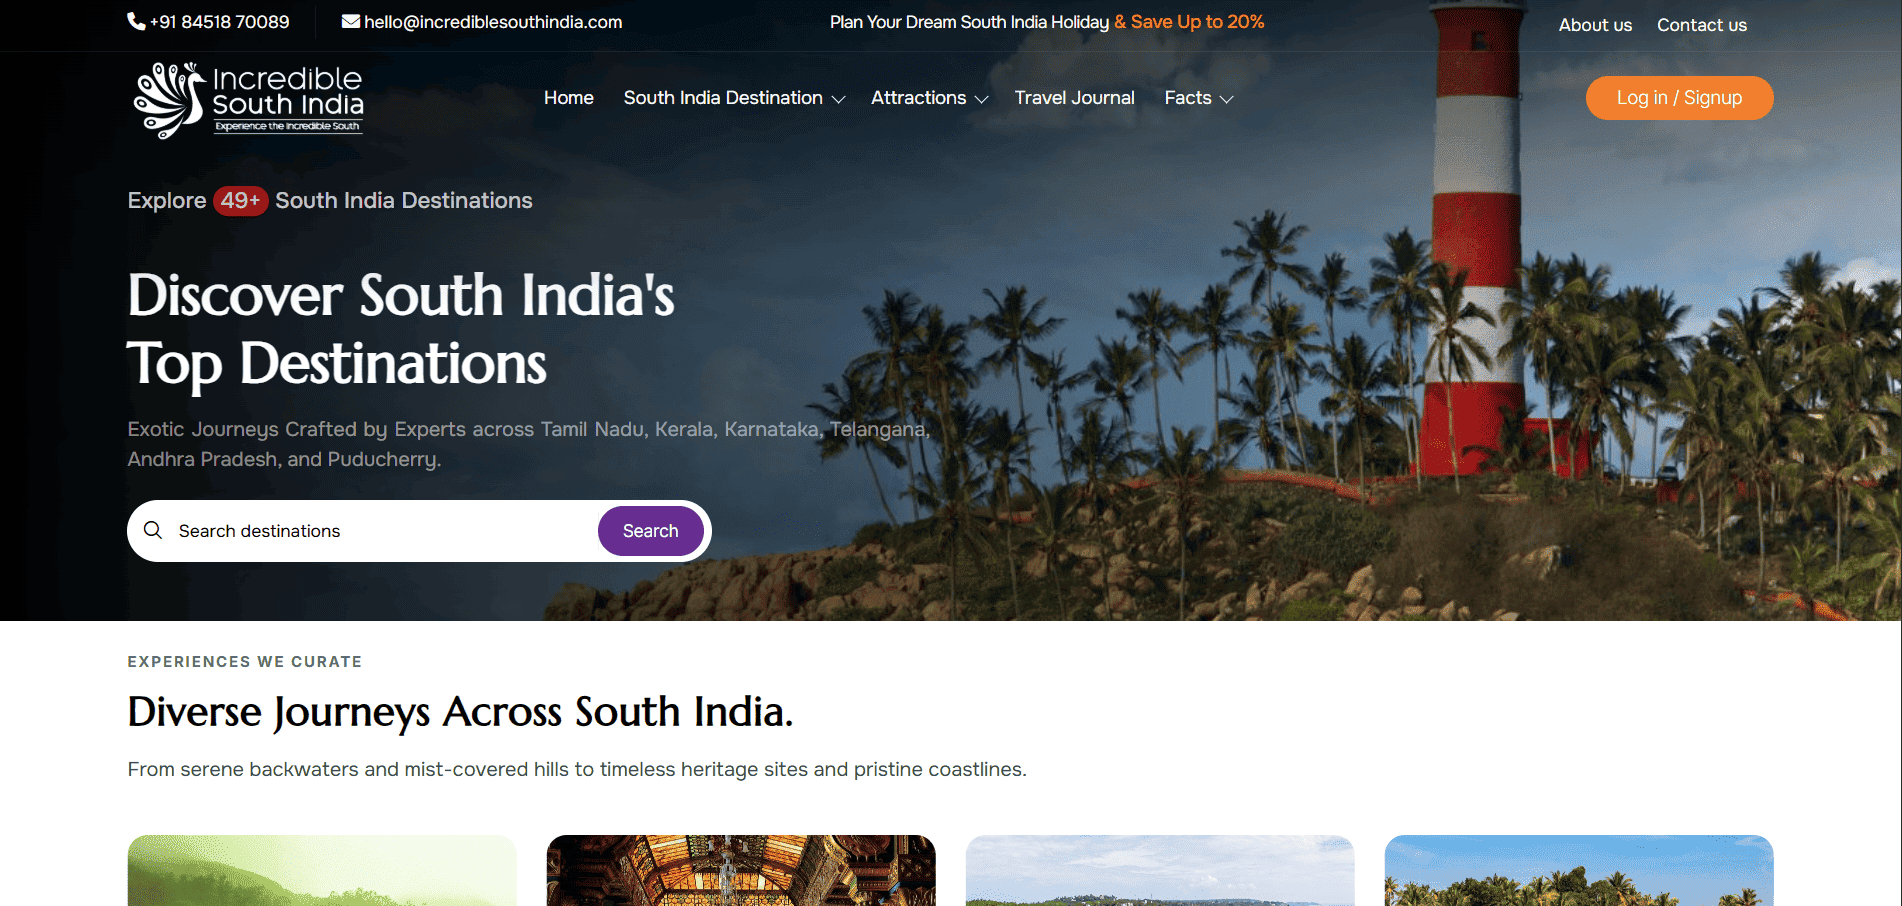 +91 84518 70089
hello@incrediblesouthindia.com
Plan Your Dream South India Holiday & Save Up to 20%
About us
Contact us
Incredible
South India
Experience the Incredible South
Home
South India Destination
Attractions
Travel Journal
Facts
Log in / Signup
Explore 49+ South India Destinations
Discover South India's
Top Destinations
Exotic Journeys Crafted by Experts across Tamil Nadu, Kerala, Karnataka, Telangana,
Andhra Pradesh, and Puducherry.
Search destinations
Search
EXPERIENCES WE CURATE
Diverse Journeys Across South India.
From serene backwaters and mist-covered hills to timeless heritage sites and pristine coastlines.